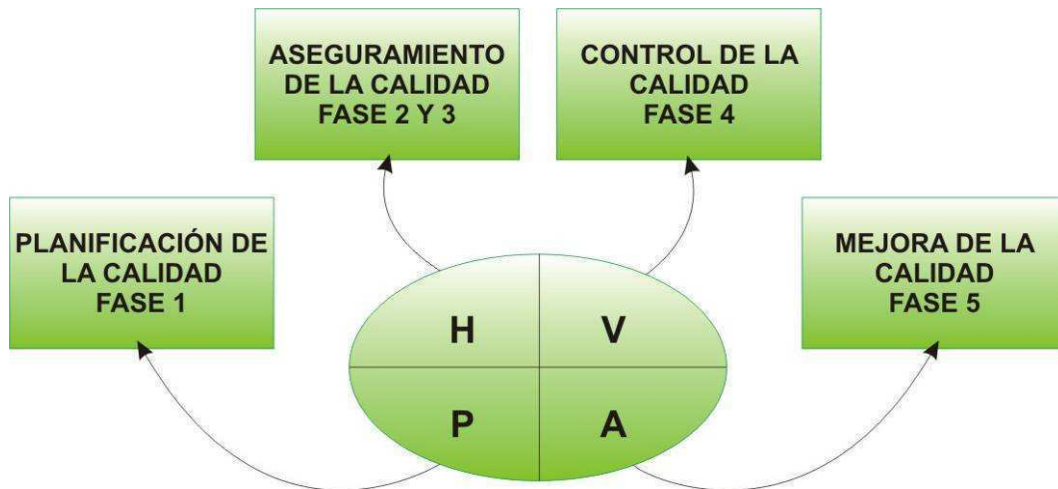 ASEGURAMIENTO
DE LA CALIDAD
FASE 2 Y 3
CONTROL DE LA
CALIDAD
FASE 4
PLANIFICACIÓN DE
LA CALIDAD
FASE 1
MEJORA DE LA
CALIDAD
FASE 5
H
V
P
A